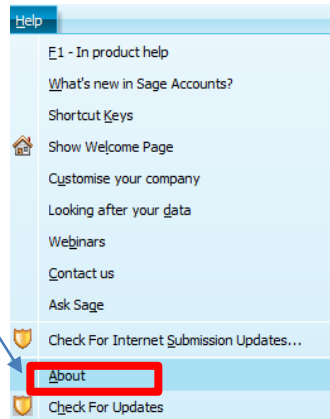 Help
F1 - In product help
What's new in Sage Accounts?
Shortcut Keys
Show Welcome Page
Customise your company
Looking after your data
Webinars
Contact us
Ask Sage
Check For Internet Submission Updates...
About
Check For Updates